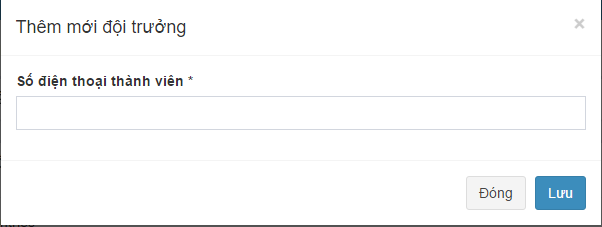 Thêm mới đội trưởng ×
Số điện thoại thành viên *
Đóng Lưu